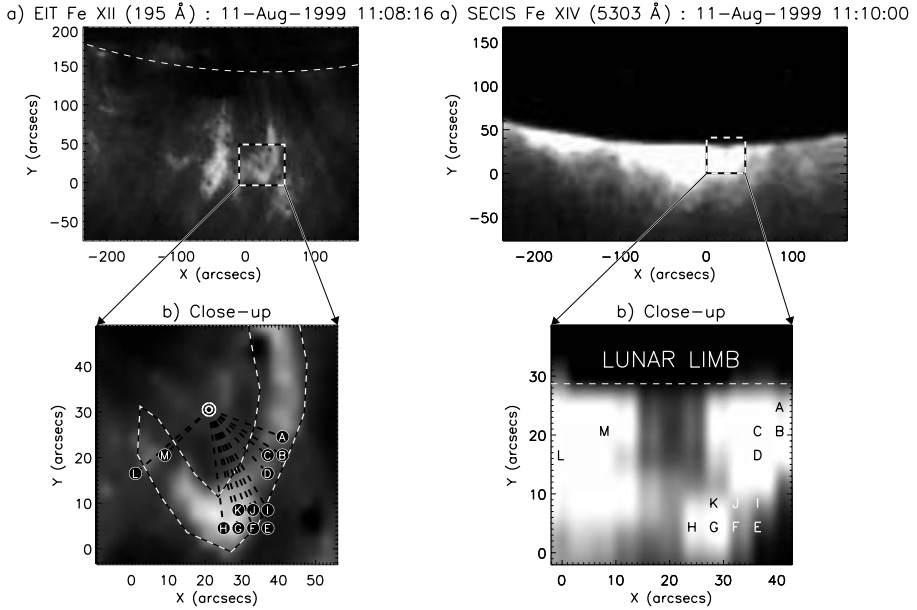 a) EIT Fe XII (195 Å) : 11-Aug-1999 11:08:16
a) SECIS Fe XIV (5303 Å) : 11-Aug-1999 11:10:00
200
150
100
50
0
−50
Y (arcsecs)
−200 −100 0 100
X (arcsecs)
150
100
50
0
−50
Y (arcsecs)
−200 −100 0 100
X (arcsecs)
b) Close−up
40
30
20
10
0
Y (arcsecs)
A
M C B
L D
K J I
H G F E
0 10 20 30 40 50
X (arcsecs)
b) Close−up
LUNAR LIMB
30
20
10
0
Y (arcsecs)
A
M C B
L D
K J I
H G F E
0 10 20 30 40
X (arcsecs)